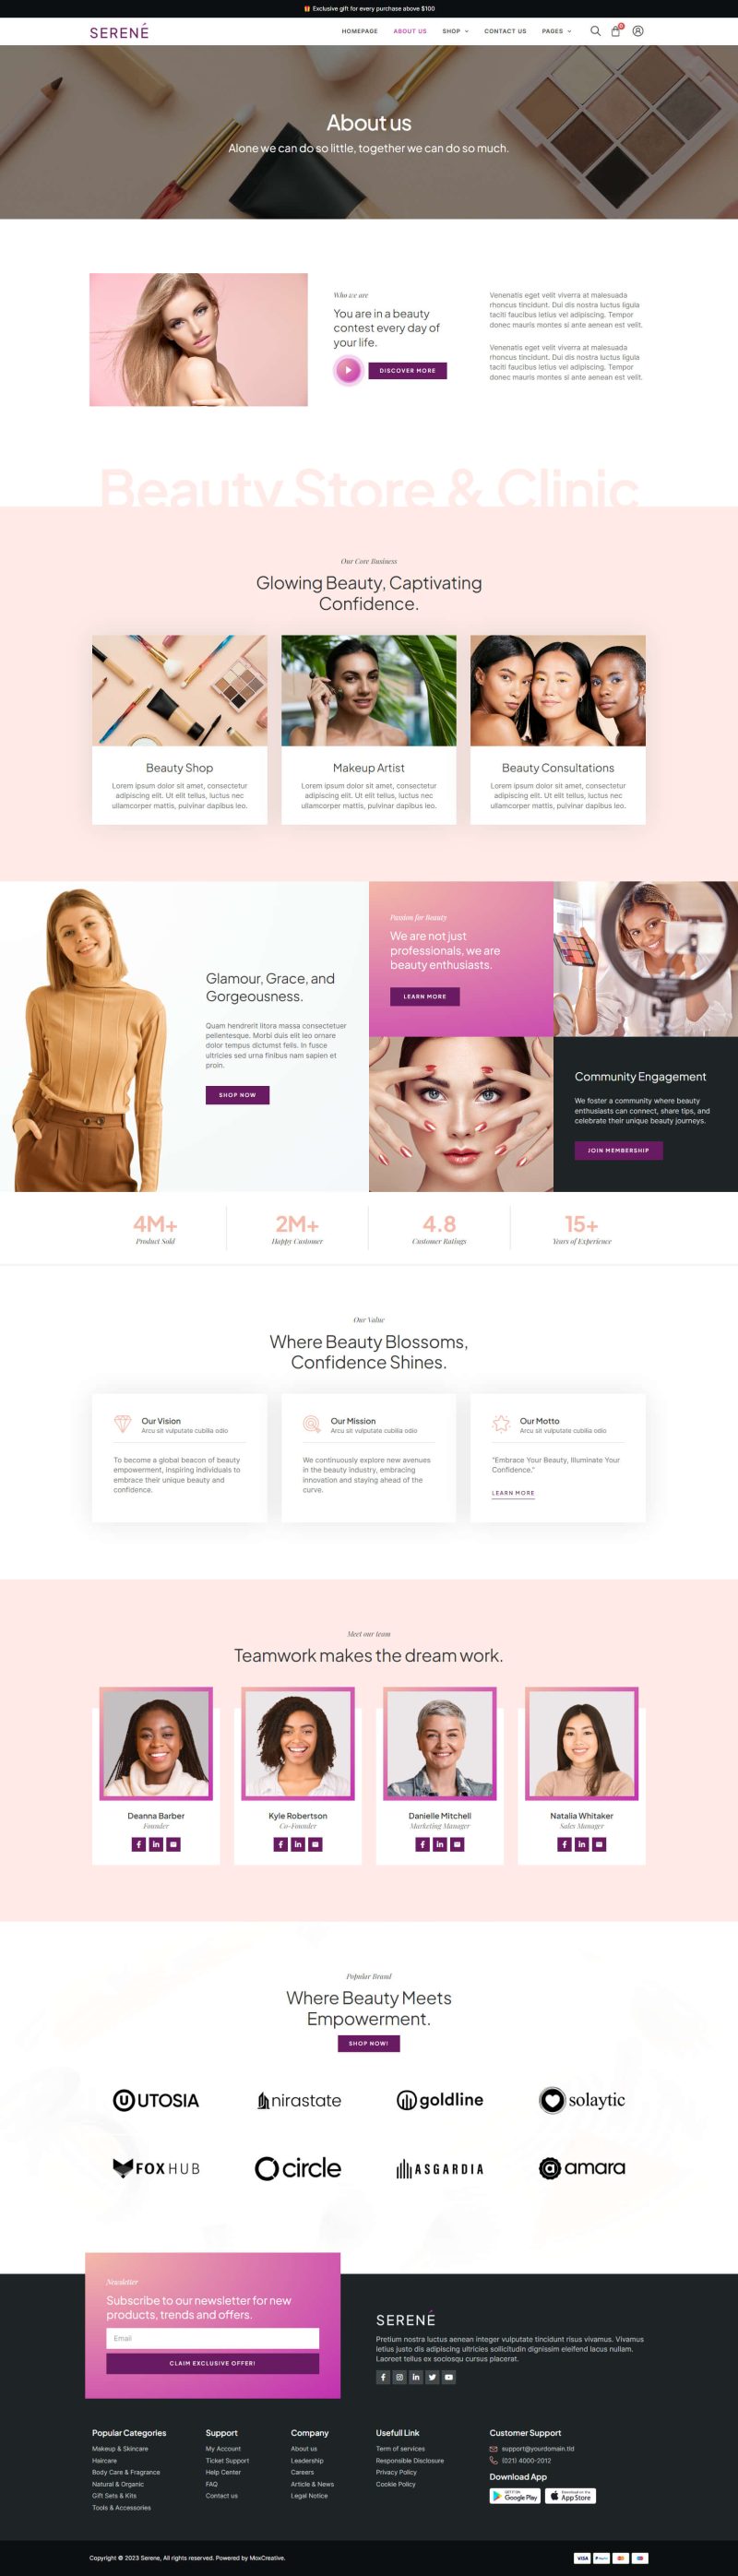 Exclusive gift for every purchase above $100
SERENÉ
HOMEPAGE ABOUT US SHOP CONTACT US PAGES
0
About us
Alone we can do so little, together we can do so much.
Who we are
You are in a beauty
contest every day of
your life.
DISCOVER MORE
Venenatis eget velit viverra at malesuada
rhoncus tincidunt. Dui dis nostra luctus ligula
taciti faucibus letius vel adipiscing. Tempor
donec mauris montes si ante aenean est velit.
Venenatis eget velit viverra at malesuada
rhoncus tincidunt. Dui dis nostra luctus ligula
taciti faucibus letius vel adipiscing. Tempor
donec mauris montes si ante aenean est velit.
Beauty Store & Clinic
Our Core Business
Glowing Beauty, Captivating
Confidence.
Beauty Shop
Lorem ipsum dolor sit amet, consectetur
adipiscing elit. Ut elit tellus, luctus nec
ullamcorper mattis, pulvinar dapibus leo.
Makeup Artist
Lorem ipsum dolor sit amet, consectetur
adipiscing elit. Ut elit tellus, luctus nec
ullamcorper mattis, pulvinar dapibus leo.
Beauty Consultations
Lorem ipsum dolor sit amet, consectetur
adipiscing elit. Ut elit tellus, luctus nec
ullamcorper mattis, pulvinar dapibus leo.
Glamour, Grace, and
Gorgeousness.
Quam hendrerit litora massa consectetuer
pellentesque. Morbi duis elit leo ornare
dolor tempus dictumst felis. In fusce
ultricies sed urna finibus nam sapien et
proin.
SHOP NOW
Passion for Beauty
We are not just
professionals, we are
beauty enthusiasts.
LEARN MORE
Community Engagement
We foster a community where beauty
enthusiasts can connect, share tips, and
celebrate their unique beauty journeys.
JOIN MEMBERSHIP
4M+
Product Sold
2M+
Happy Customer
4.8
Customer Ratings
15+
Years of Experience
Our Value
Where Beauty Blossoms,
Confidence Shines.
Our Vision
Arcu sit vulputate cubilia odio
To become a global beacon of beauty
empowerment, inspiring individuals to
embrace their unique beauty and
confidence.
Our Mission
Arcu sit vulputate cubilia odio
We continuously explore new avenues
in the beauty industry, embracing
innovation and staying ahead of the
curve.
Our Motto
Arcu sit vulputate cubilia odio
"Embrace Your Beauty, Illuminate Your
Confidence."
LEARN MORE
Meet our team
Teamwork makes the dream work.
Deanna Barber
Founder
Kyle Robertson
Co-Founder
Danielle Mitchell
Marketing Manager
Natalia Whitaker
Sales Manager
Popular Brand
Where Beauty Meets
Empowerment.
SHOP NOW!
UTOSIA nirastate goldline solaytic
FOXHUB circle ASGARDIA amara
Newsletter
Subscribe to our newsletter for new
products, trends and offers.
Email
CLAIM EXCLUSIVE OFFER!
SERENÉ
Pretium nostra luctus aenean integer vulputate tincidunt risus vivamus. Vivamus
letius justo dis adipiscing ultricies sollicitudin dignissim eleifend lacus nullam.
Laoreet tellus ex sociosqu cursus placerat.
Popular Categories
Makeup & Skincare
Haircare
Body Care & Fragrance
Natural & Organic
Gift Sets & Kits
Tools & Accessories
Support
My Account
Ticket Support
Help Center
FAQ
Contact us
Company
About us
Leadership
Careers
Article & News
Legal Notice
Usefull Link
Term of services
Responsible Disclosure
Privacy Policy
Cookie Policy
Customer Support
support@yourdomain.tld
(021) 4000-2012
Download App
GET IT ON
Google Play
Download on the
App Store
Copyright © 2023 Serene, All rights reserved. Powered by MoxCreative.
VISA PayPal